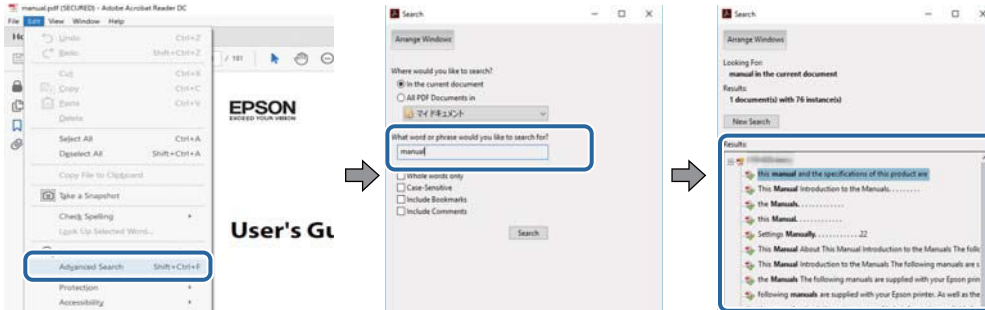 manual.pdf (SECURED) - Adobe Acrobat Reader DC
File Edit View Window Help
Undo Ctrl+Z
Redo Shift+Ctrl+Z
Cut Ctrl+X
Copy Ctrl+C
Paste Ctrl+V
Delete
Select All Ctrl+A
Deselect All Shift+Ctrl+A
Copy File to Clipboard
Take a Snapshot
Check Spelling
Look Up Selected Word...
Advanced Search Shift+Ctrl+F
Protection
Accessibility
/ 181
EPSON
EXCEED YOUR VISION
User's Gu
Search
Arrange Windows
Where would you like to search?
In the current document
All PDF Documents in
マイ ドキュメント
What word or phrase would you like to search for?
manual
Whole words only
Case-Sensitive
Include Bookmarks
Include Comments
Search
Search
Arrange Windows
Looking For:
manual in the current document
Results:
1 document(s) with 76 instance(s)
New Search
Results:
this manual and the specifications of this product are
This Manual Introduction to the Manuals. . . . . . . .
the Manuals. . . . . . . . . . . . .
this Manual. . . . . . . . . . . . .
Settings Manually. . . . . . . . . . . . 22
This Manual About This Manual Introduction to the Manuals The follo
This Manual Introduction to the Manuals The following manuals are s
the Manuals The following manuals are supplied with your Epson prin
following manuals are supplied with your Epson printer. As well as the